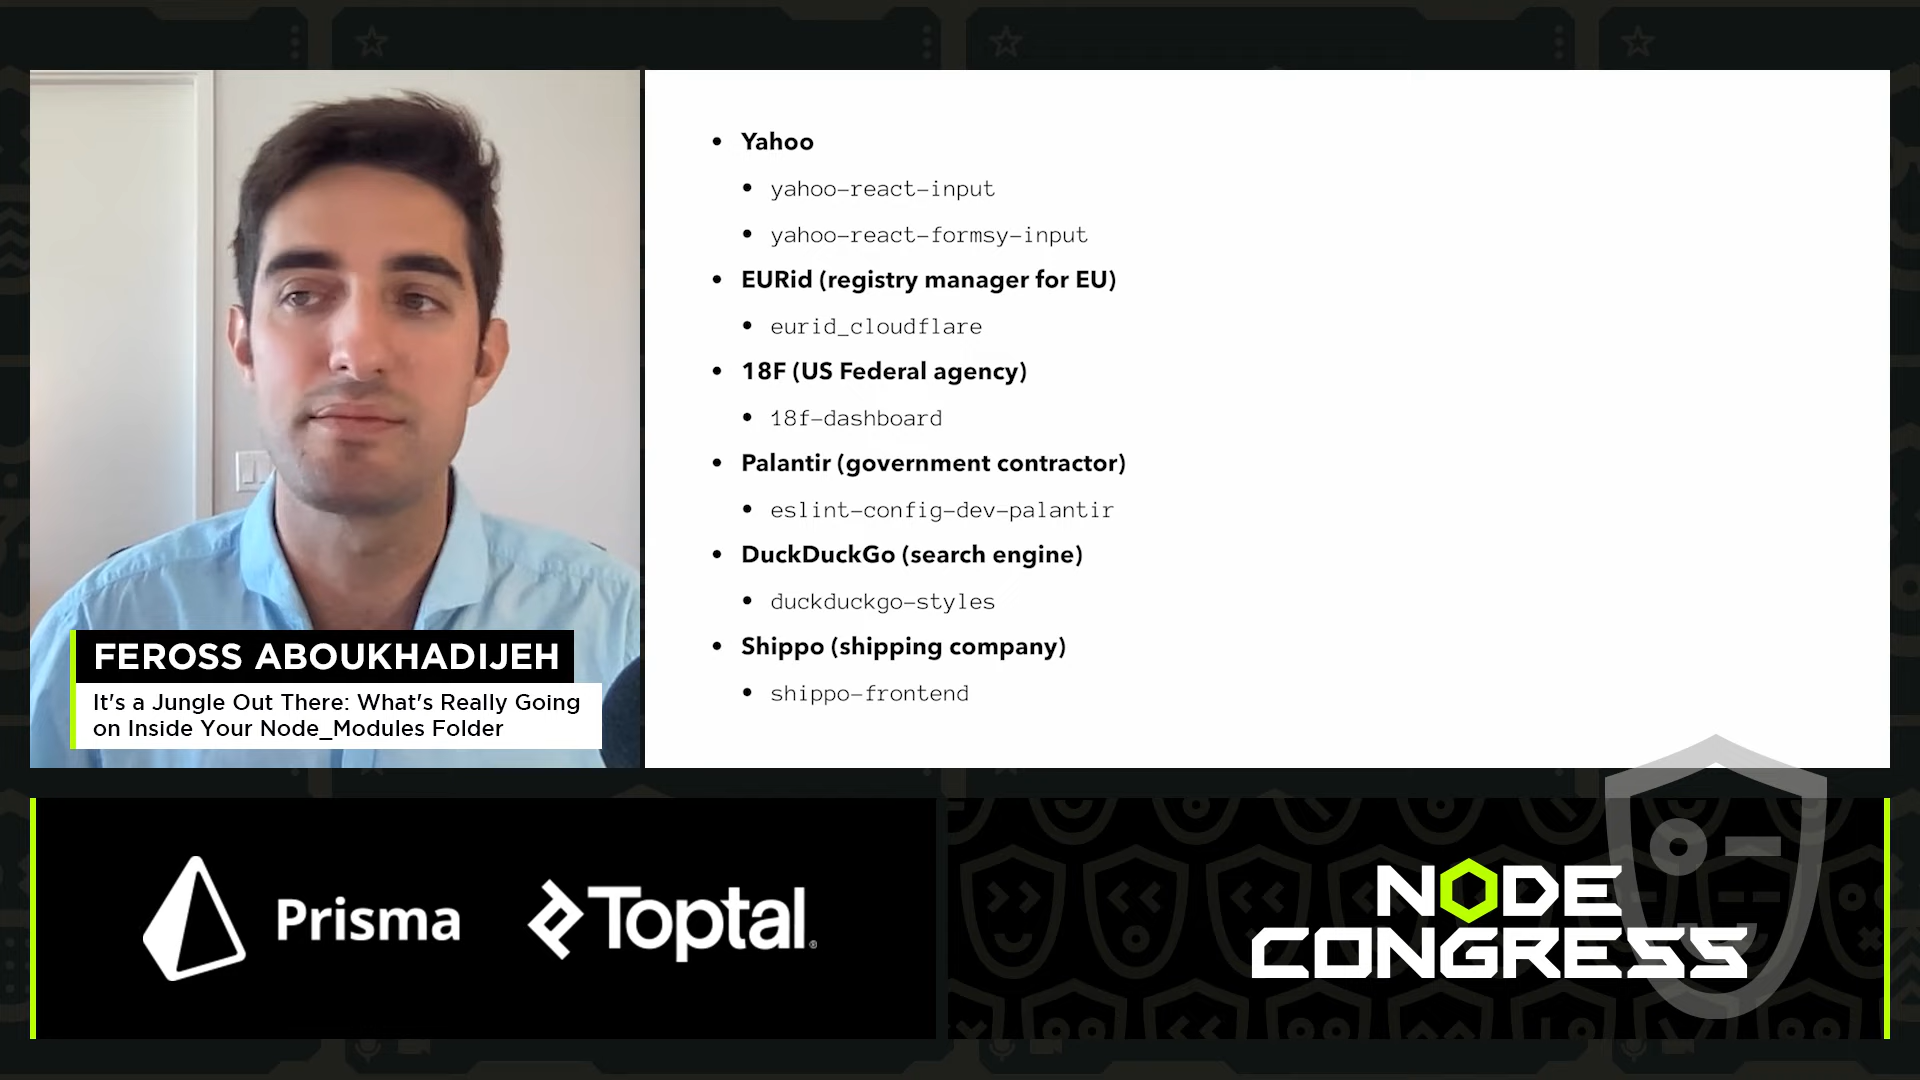 • Yahoo
• yahoo-react-input
• yahoo-react-formsy-input
• EURid (registry manager for EU)
• eurid_cloudflare
• 18F (US Federal agency)
• 18f-dashboard
• Palantir (government contractor)
• eslint-config-dev-palantir
• DuckDuckGo (search engine)
• duckduckgo-styles
• Shippo (shipping company)
• shippo-frontend
FEROSS ABOUKHADIJEH
It's a Jungle Out There: What's Really Going
on Inside Your Node_Modules Folder
Prisma
Toptal®
NODE
CONGRESS